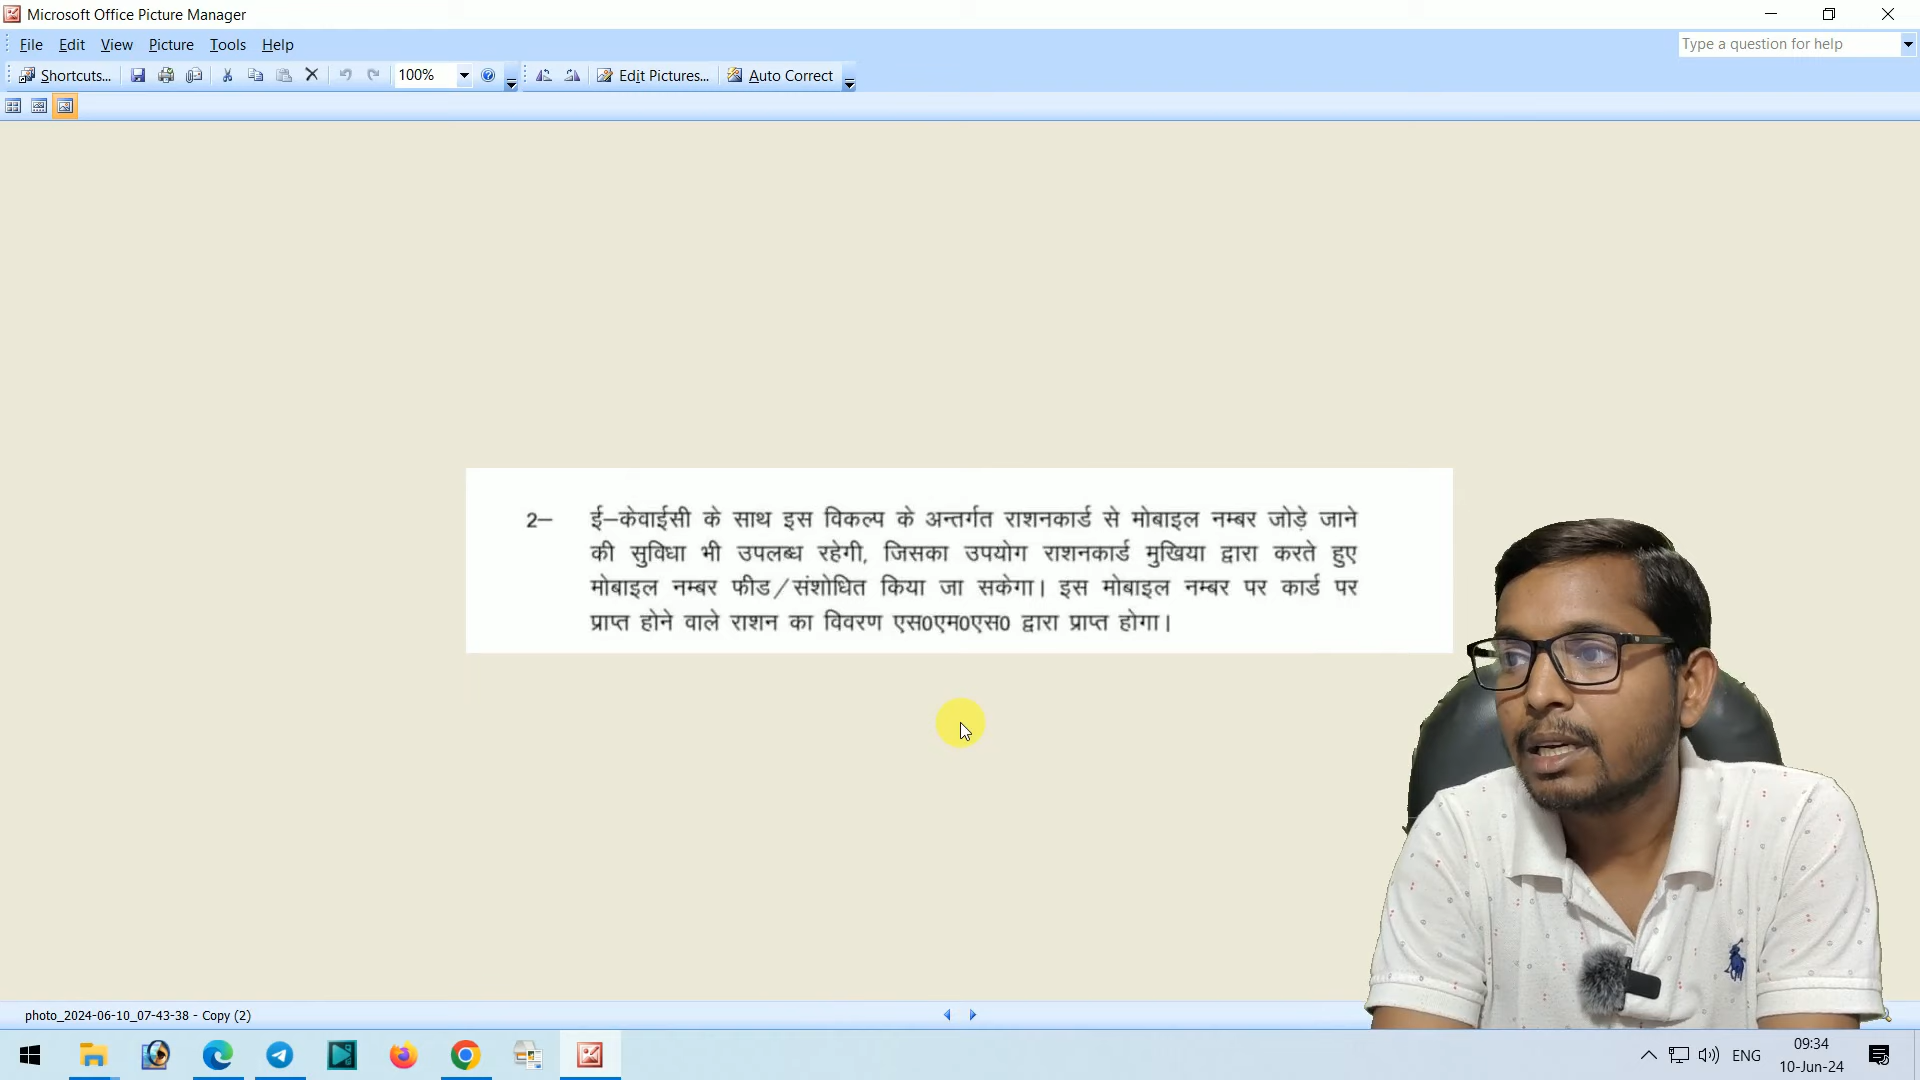 Microsoft Office Picture Manager
File Edit View Picture Tools Help
Type a question for help
Shortcuts... 100% Edit Pictures... Auto Correct
2– ई–केवाईसी के साथ इस विकल्प के अन्तर्गत राशनकार्ड से मोबाइल नम्बर जोड़े जाने
की सुविधा भी उपलब्ध रहेगी, जिसका उपयोग राशनकार्ड मुखिया द्वारा करते हुए
मोबाइल नम्बर फीड/संशोधित किया जा सकेगा। इस मोबाइल नम्बर पर कार्ड पर
प्राप्त होने वाले राशन का विवरण एस0एम0एस0 द्वारा प्राप्त होगा।
photo_2024-06-10_07-43-38 - Copy (2)
ENG
09:34
10-Jun-24